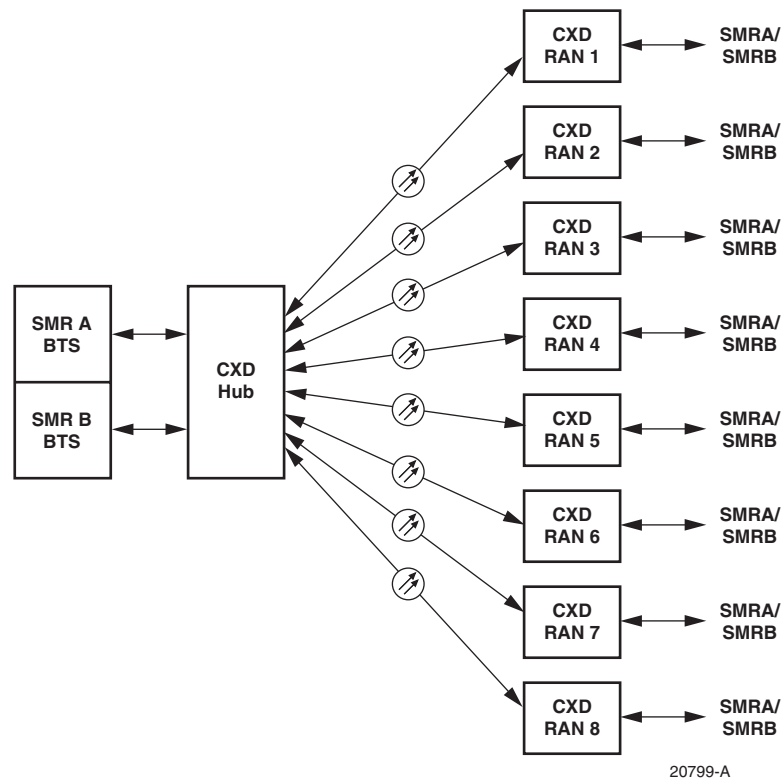 CXD
RAN 1
SMRA/
SMRB
CXD
RAN 2
SMRA/
SMRB
CXD
RAN 3
SMRA/
SMRB
SMR A
BTS
SMR B
BTS
CXD
Hub
CXD
RAN 4
SMRA/
SMRB
CXD
RAN 5
SMRA/
SMRB
CXD
RAN 6
SMRA/
SMRB
CXD
RAN 7
SMRA/
SMRB
CXD
RAN 8
SMRA/
SMRB
20799-A